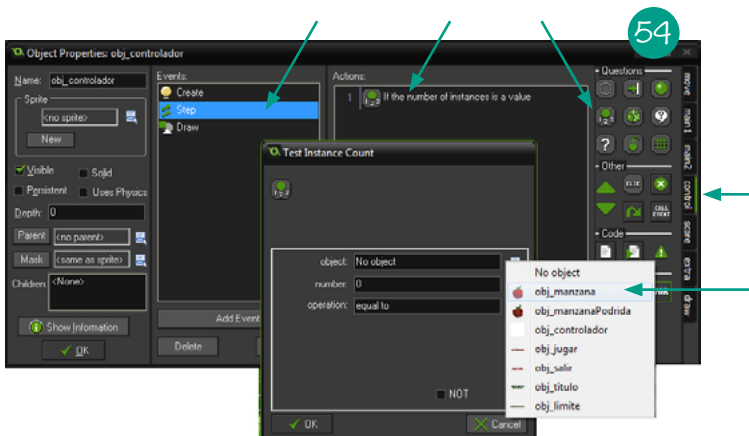 54
Object Properties: obj_controlador
Name: obj_controlador
Sprite
<no sprite>
New
Visible
Solid
Persistent
Uses Physics
Depth: 0
Parent <no parent>
Mask <same as sprite>
Children: <None>
Show Information
OK
Events:
Create
Step
Draw
Add Event
Delete
Actions:
1 If the number of instances is a value
Questions
Other
ELSE
CALL EVENT
Code
move
main1
main2
control
score
extra
draw
Test Instance Count
object: No object
number: 0
operation: equal to
NOT
OK
Cancel
No object
obj_manzana
obj_manzanaPodrida
obj_controlador
obj_jugar
obj_salir
obj_titulo
obj_limite